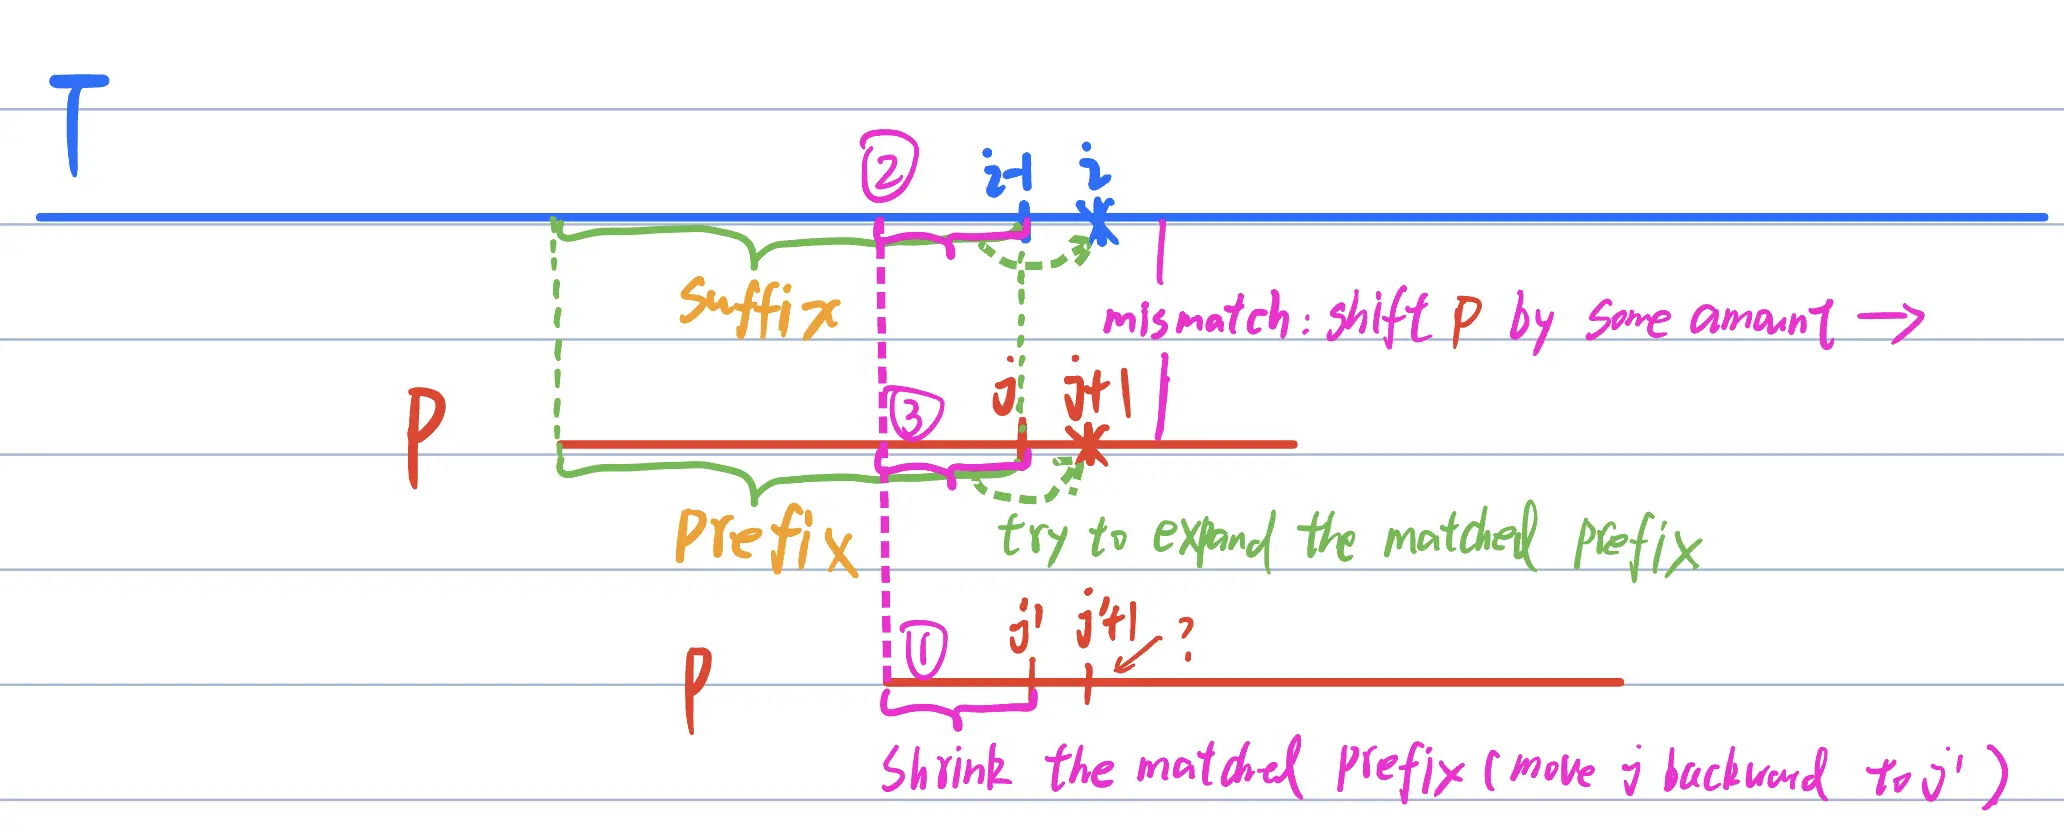 T
② i-1 i
suffix
mismatch: shift P by some amount →
P
③ j j+1
prefix
try to expand the matched prefix
P
① j' j'+1 ?
shrink the matched prefix (move j backward to j')